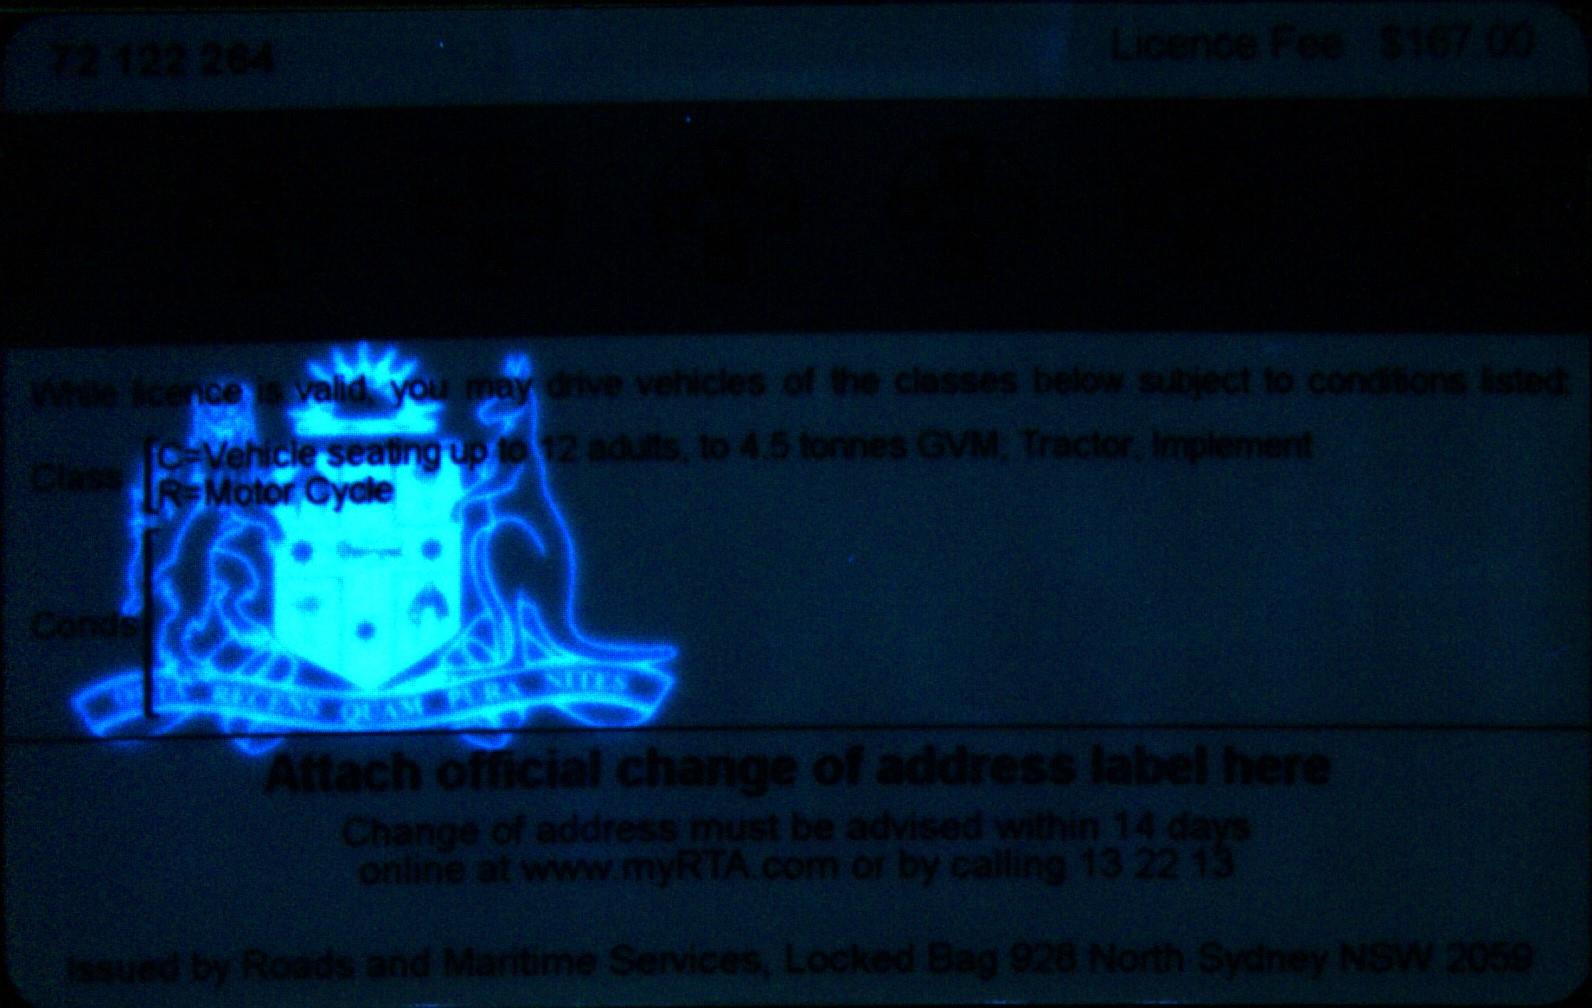 72 122 264
Licence Fee $167.00
While licence is valid, you may drive vehicles of the classes below subject to conditions listed:
Class
C=Vehicle seating up to 12 adults, to 4.5 tonnes GVM, Tractor, Implement
R=Motor Cycle
Conds
ORTA RECENS QUAM PURA NITES
Attach official change of address label here
Change of address must be advised within 14 days
online at www.myRTA.com or by calling 13 22 13
Issued by Roads and Maritime Services, Locked Bag 928 North Sydney NSW 2059